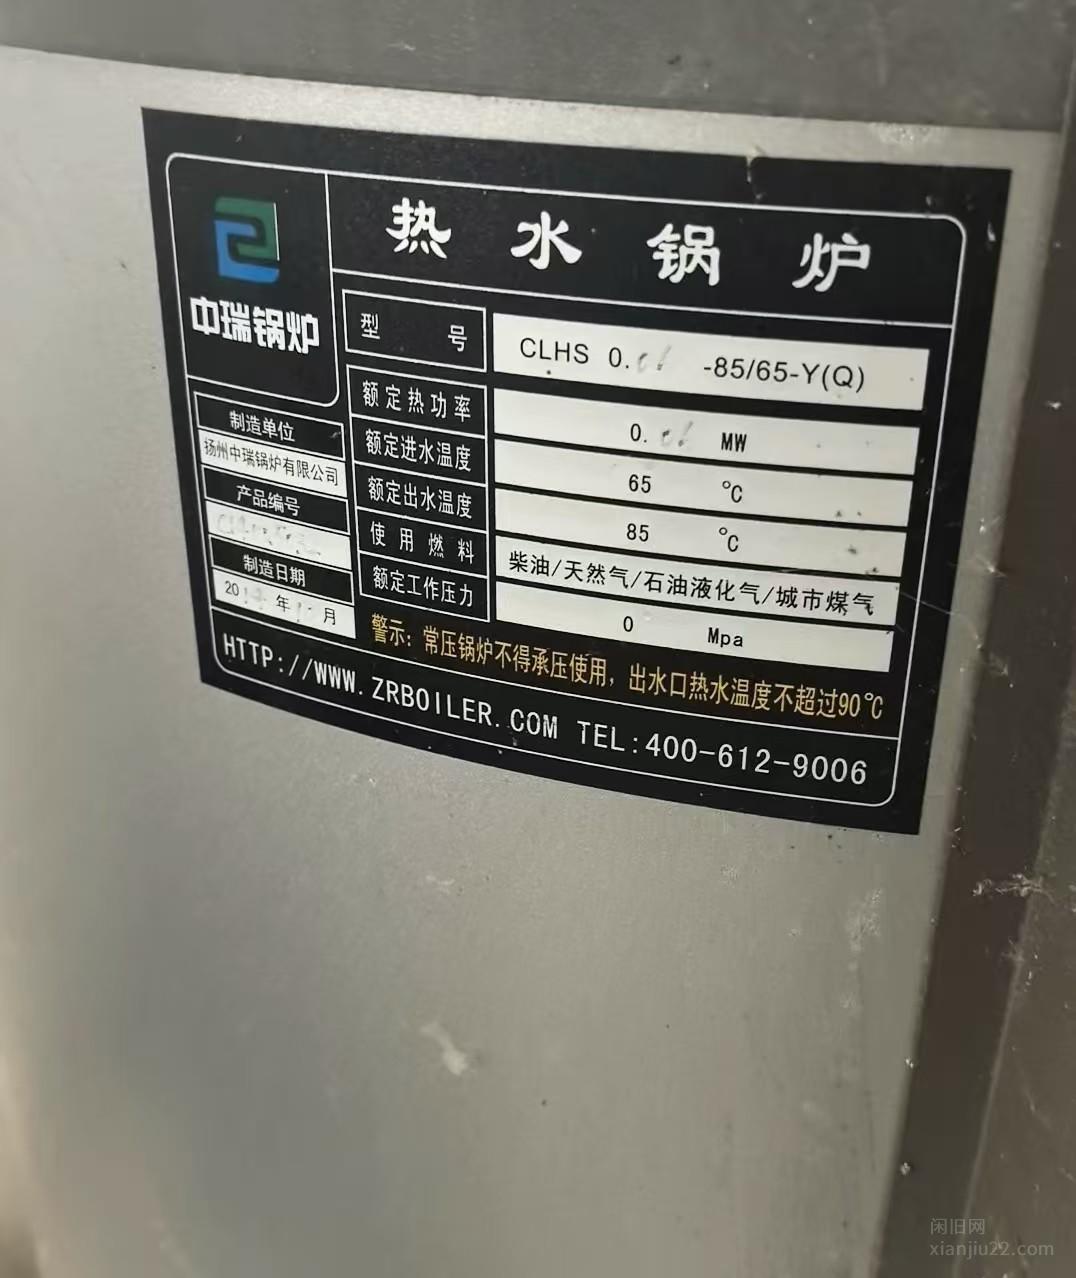 热水锅炉
中瑞锅炉
型号 CLHS 0. -85/65-Y(Q)
额定热功率 0. MW
额定进水温度 65 ℃
额定出水温度 85 ℃
使用燃料 柴油/天然气/石油液化气/城市煤气
额定工作压力 0 Mpa
制造单位
扬州中瑞锅炉有限公司
产品编号
制造日期
20 年 月
警示：常压锅炉不得承压使用，出水口热水温度不超过90℃
HTTP://WWW.ZRBOILER.COM TEL:400-612-9006
闲旧网
xianjiu22.com